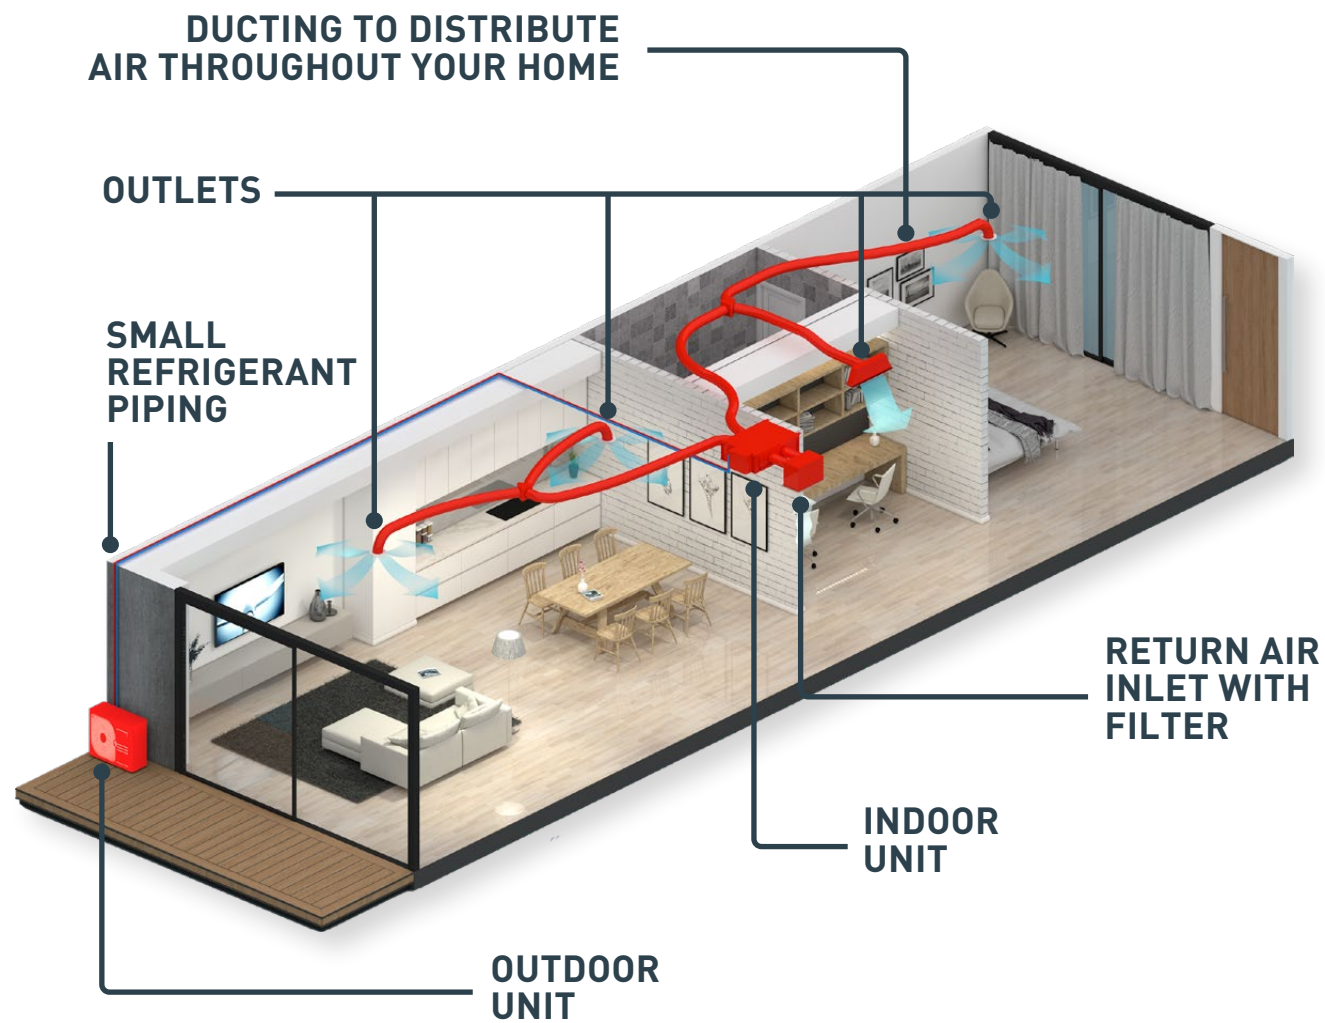 DUCTING TO DISTRIBUTE
AIR THROUGHOUT YOUR HOME
OUTLETS
SMALL
REFRIGERANT
PIPING
RETURN AIR
INLET WITH
FILTER
INDOOR
UNIT
OUTDOOR
UNIT